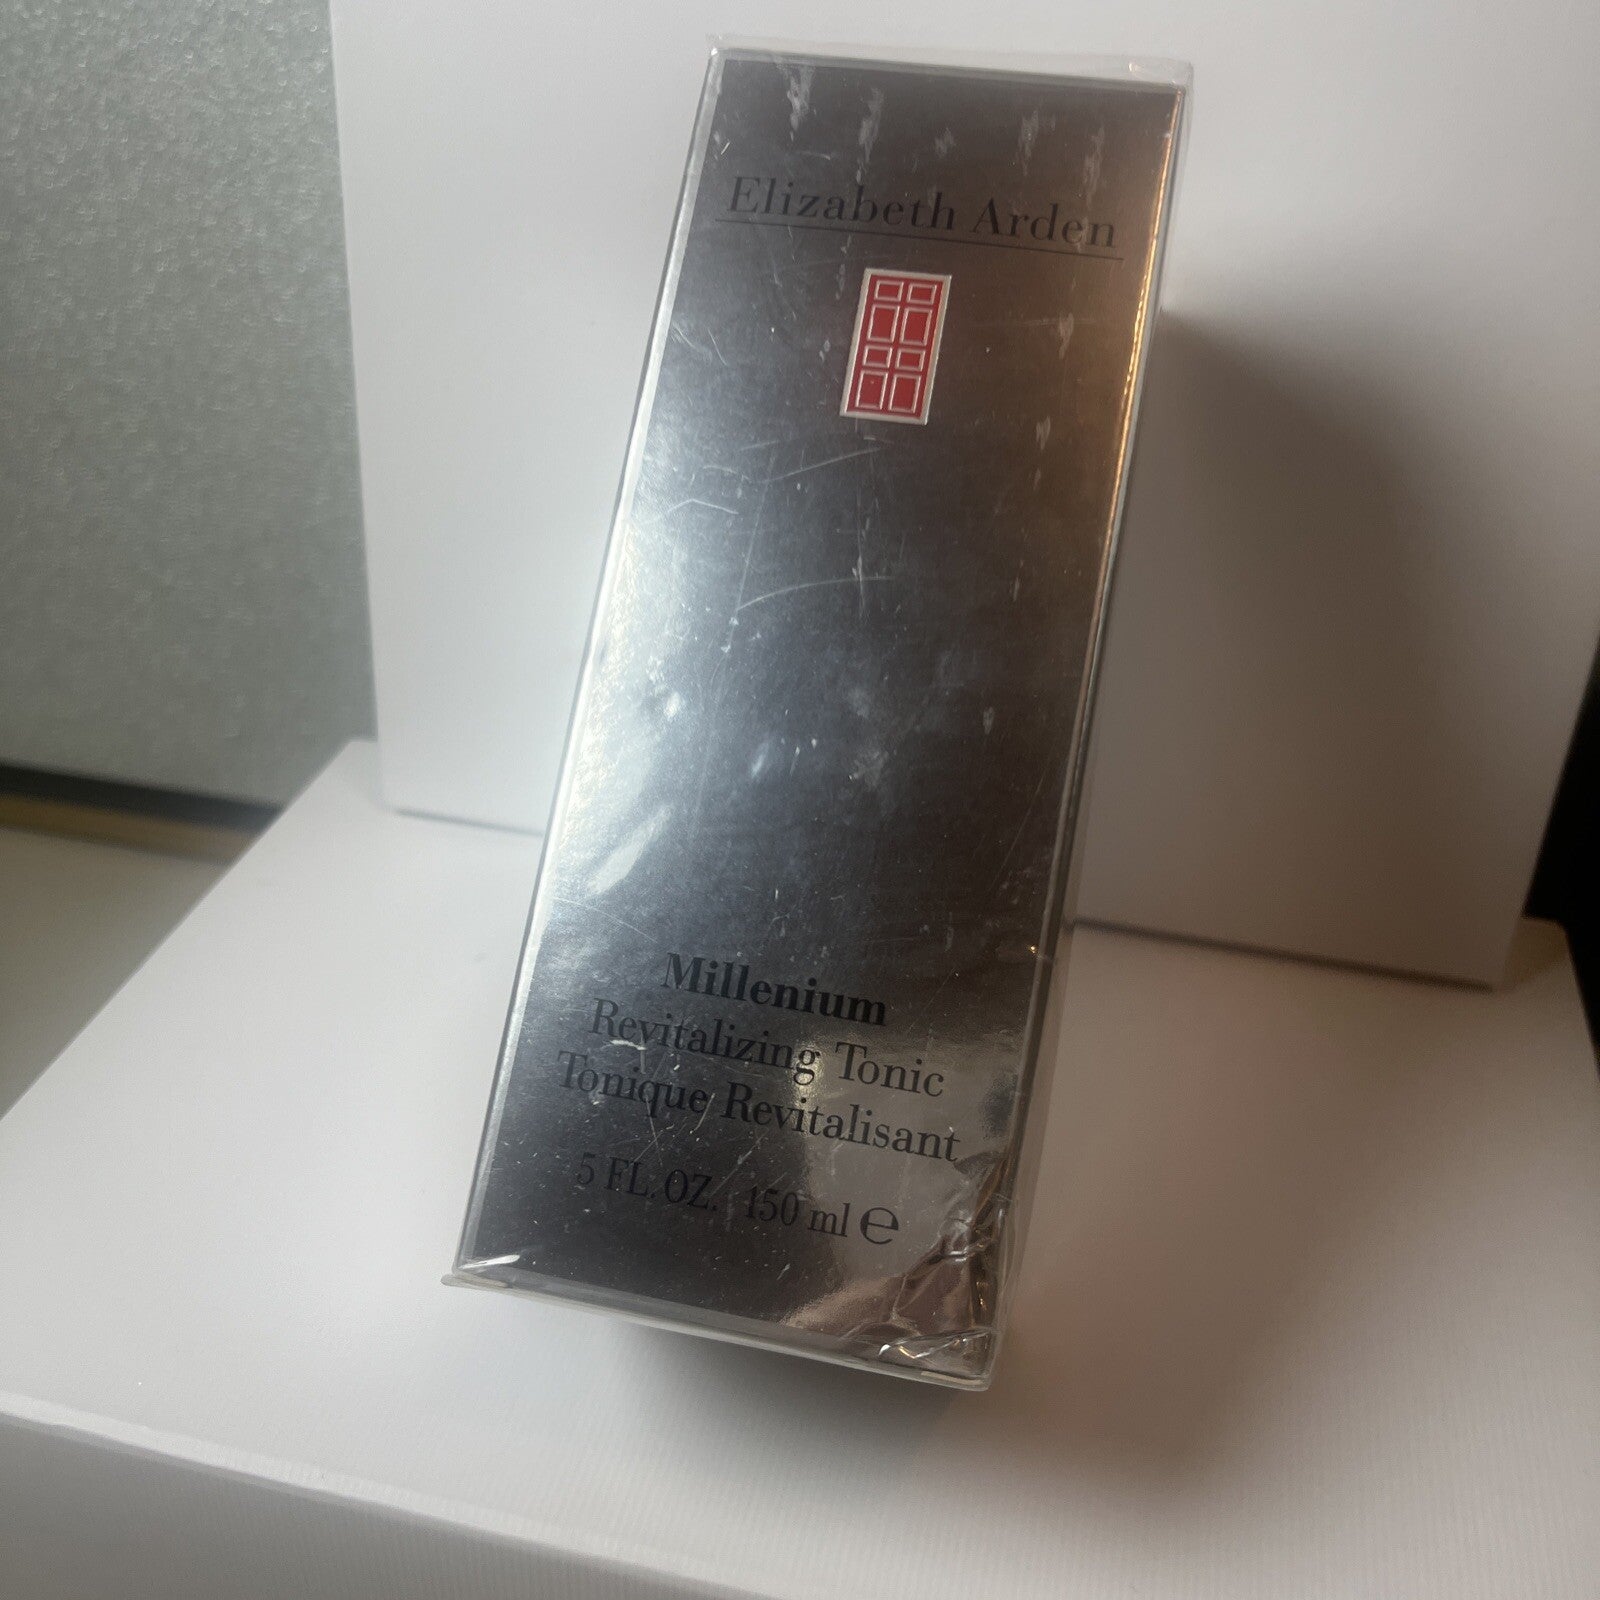 Elizabeth Arden
Millenium
Revitalizing Tonic
Tonique Revitalisant
5 FL. OZ. 150 ml ℮